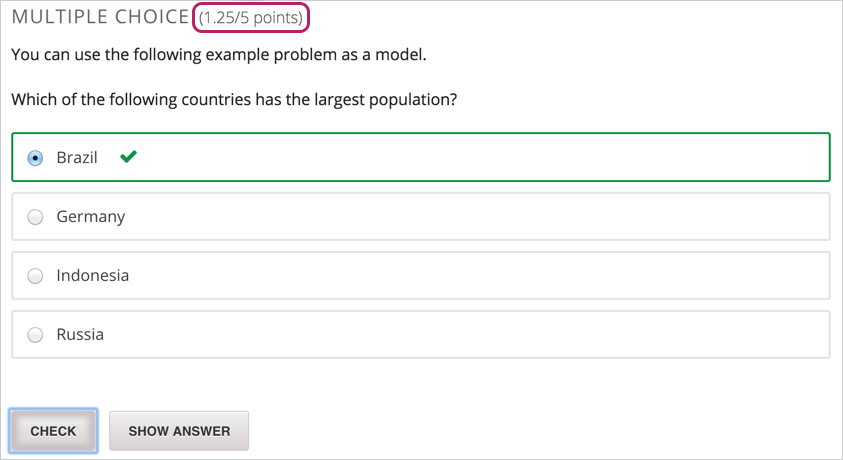 MULTIPLE CHOICE (1.25/5 points)
You can use the following example problem as a model.
Which of the following countries has the largest population?
Brazil
Germany
Indonesia
Russia
CHECK SHOW ANSWER